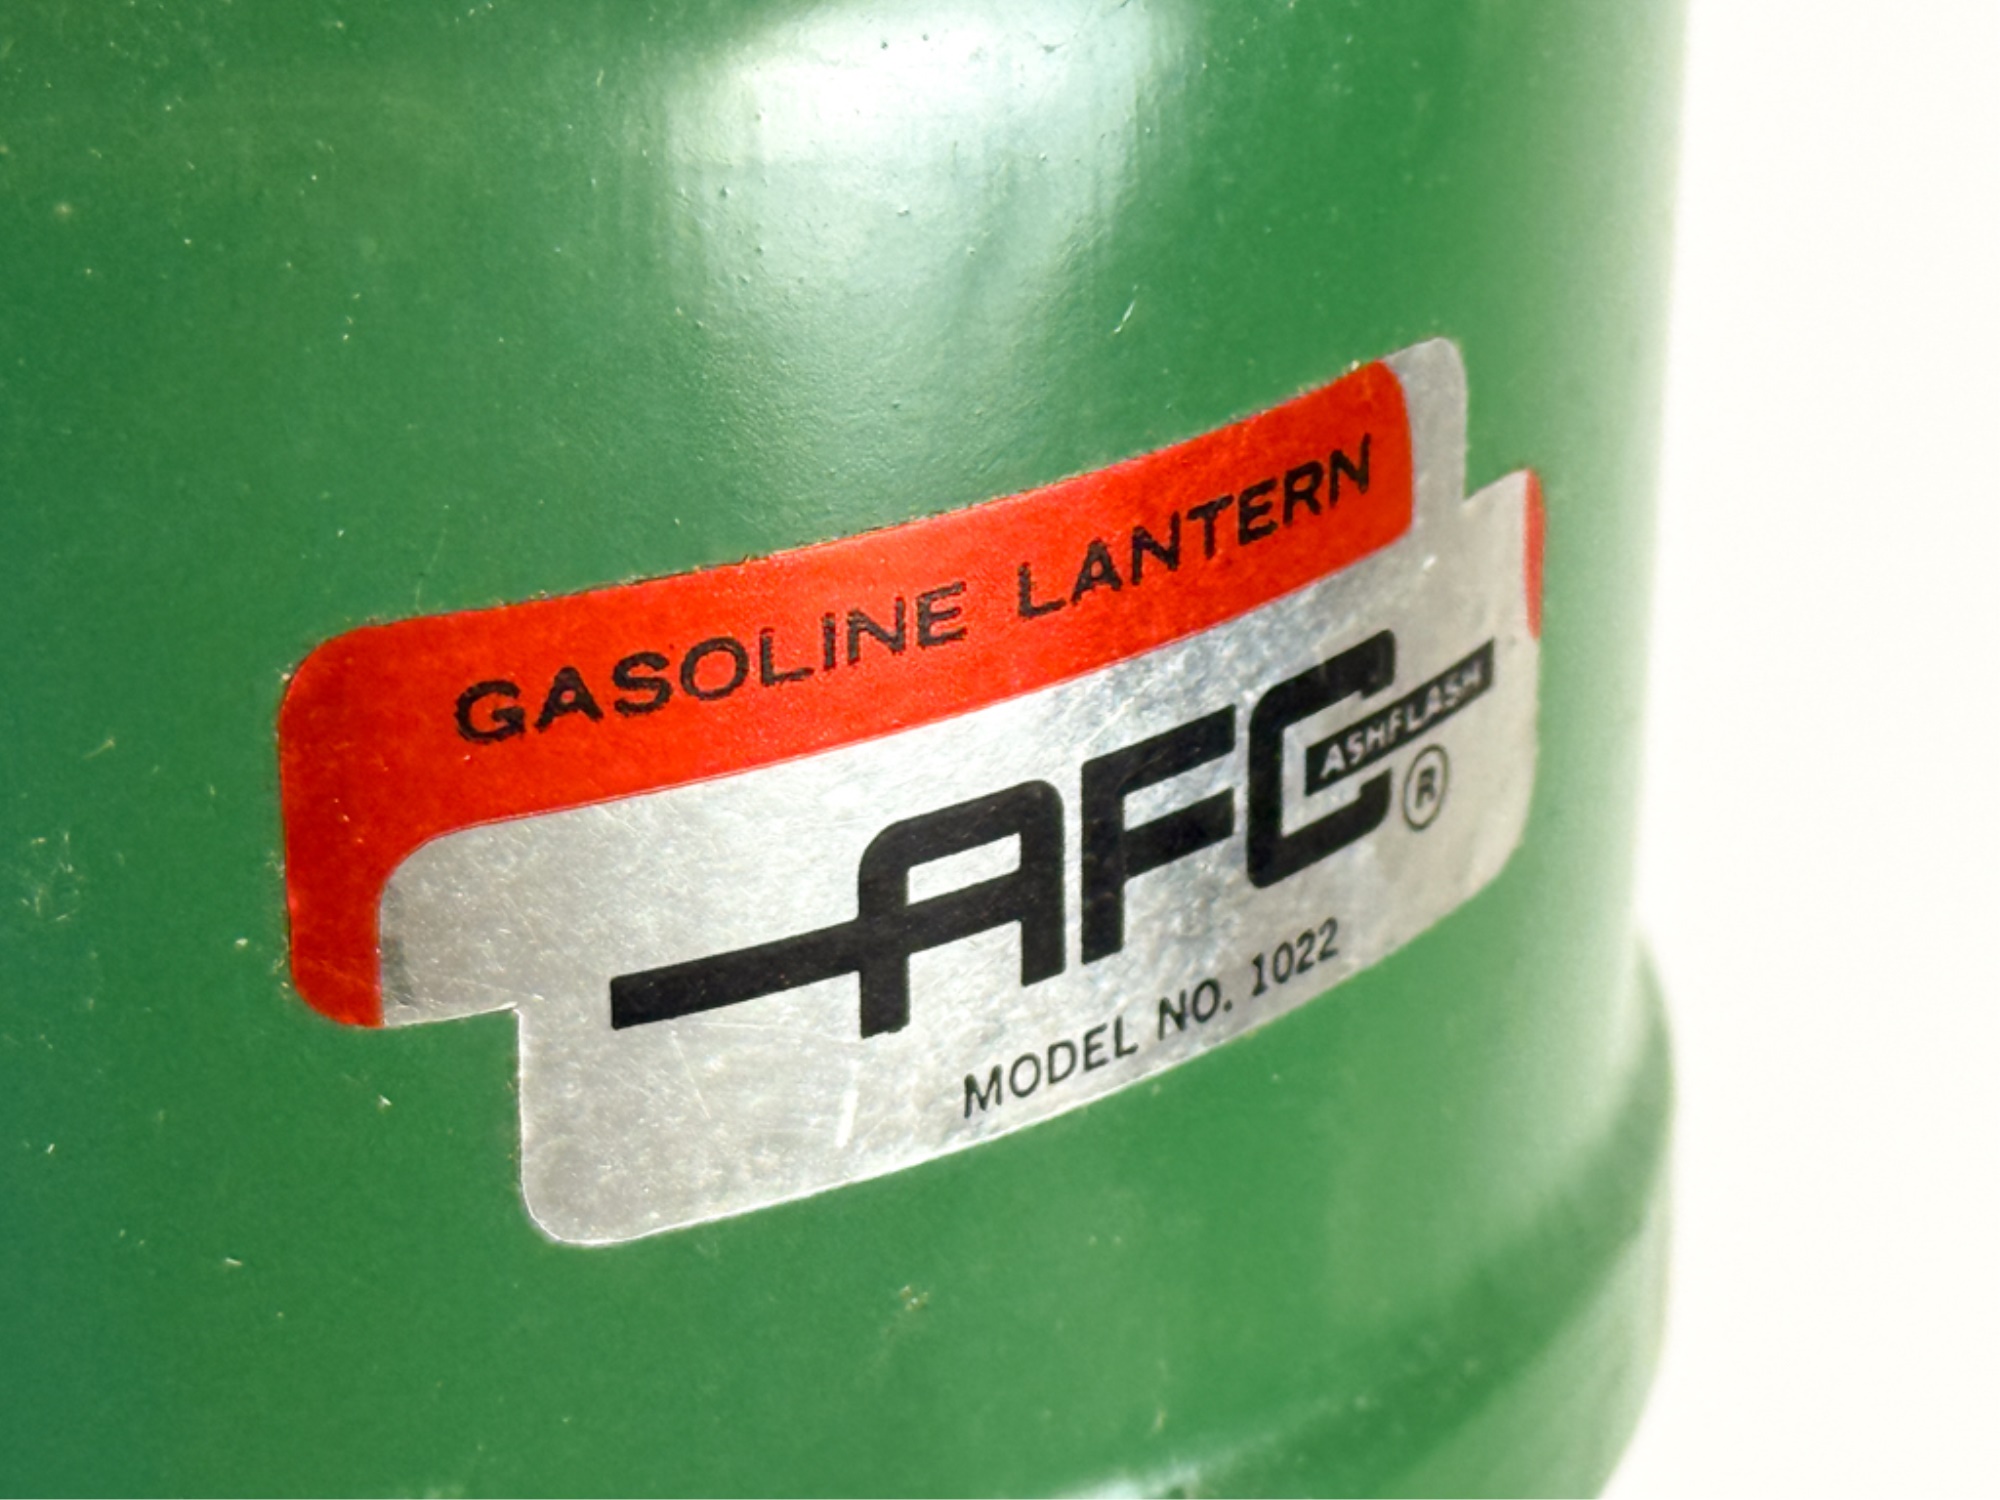 GASOLINE LANTERN
AFC
ASHFLASH
®
MODEL NO. 1022